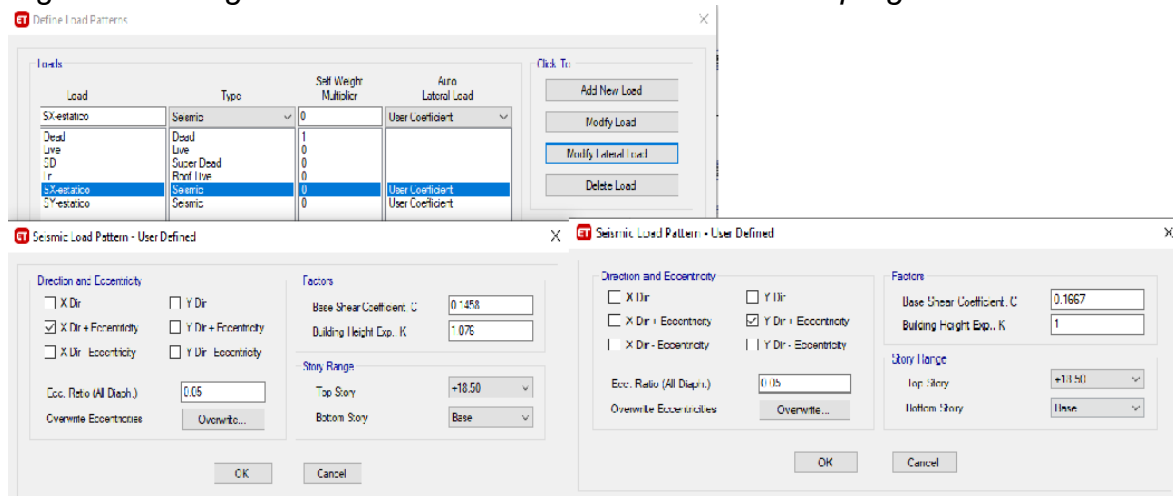 ET Define Load Patterns
Loads
Click To
Load Type Self Weight Multiplier Auto Lateral Load
SX-estatico Seismic 0 User Coefficient
Add New Load
Dead Dead 1
Modify Load
Live Live 0
SD Super Dead 0
Modify Lateral Load
Lr Roof Live 0
SX-estatico Seismic 0 User Coefficient
Delete Load
SY-estatico Seismic 0 User Coefficient
ET Seismic Load Pattern - User Defined
Direction and Eccentricity
X Dir Y Dir
X Dir + Eccentricity Y Dir + Eccentricity
X Dir - Eccentricity Y Dir - Eccentricity
Ecc. Ratio (All Diaph.) 0.05
Overwrite Eccentricities Overwrite...
Factors
Base Shear Coefficient, C 0.1458
Building Height Exp., K 1.076
Story Range
Top Story +18.50
Bottom Story Base
OK Cancel
ET Seismic Load Pattern - User Defined
Direction and Eccentricity
X Dir Y Dir
X Dir + Eccentricity Y Dir + Eccentricity
X Dir - Eccentricity Y Dir - Eccentricity
Ecc. Ratio (All Diaph.) 0.05
Overwrite Eccentricities Overwrite...
Factors
Base Shear Coefficient, C 0.1667
Building Height Exp., K 1
Story Range
Top Story +18.50
Bottom Story Base
OK Cancel